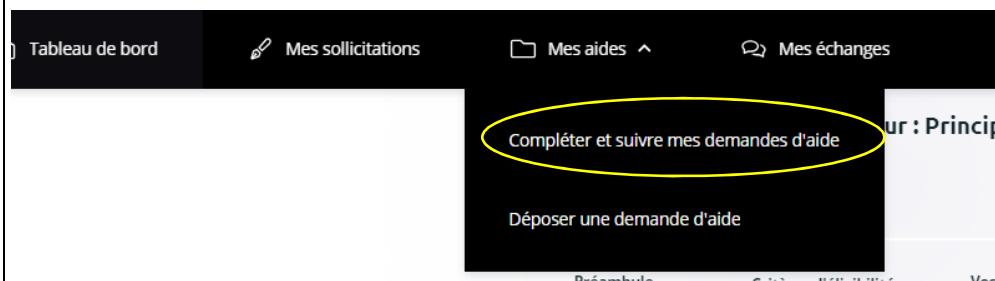 Tableau de bord Mes sollicitations Mes aides Mes échanges
Compléter et suivre mes demandes d'aide
ur : Princip
Déposer une demande d'aide